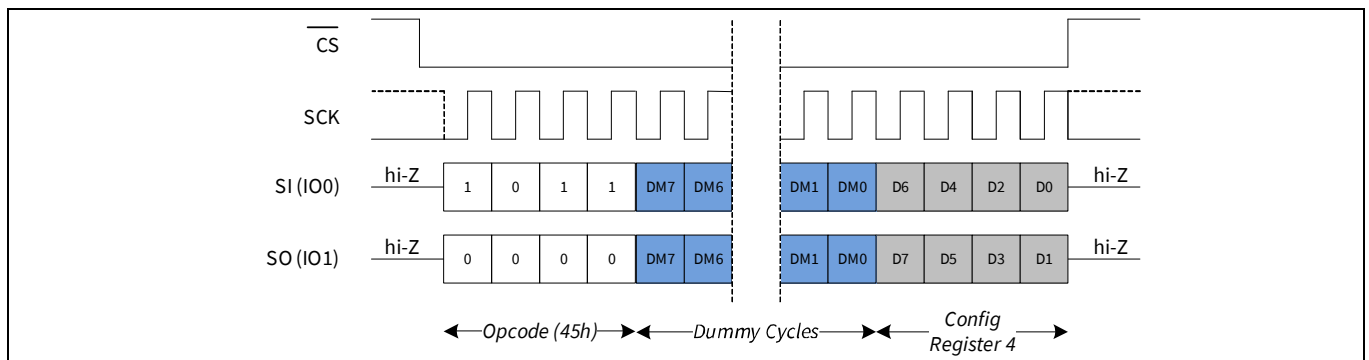 CS
SCK
hi-Z 1 0 1 1 DM7 DM6 DM1 DM0 D6 D4 D2 D0 hi-Z
SI (IO0)
hi-Z 0 0 0 0 DM7 DM6 DM1 DM0 D7 D5 D3 D1 hi-Z
SO (IO1)
Opcode (45h) Dummy Cycles Config
Register 4